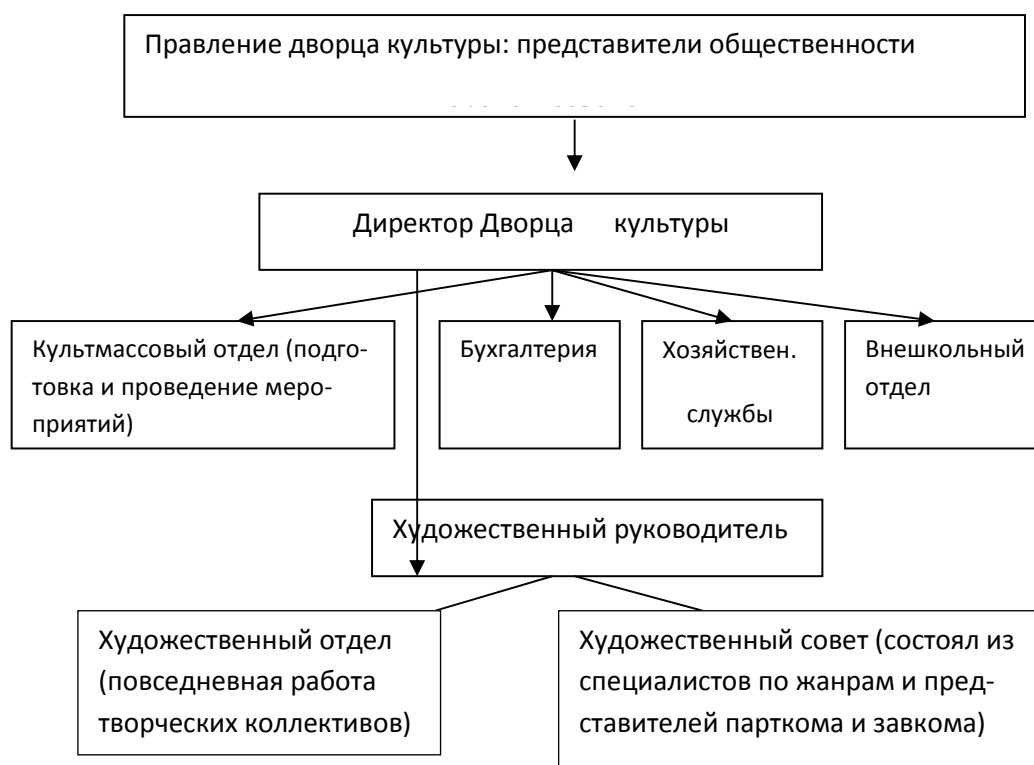 Правление дворца культуры: представители общественности
Директор Дворца культуры
Культмассовый отдел (подго-
товка и проведение меро-
приятий)
Бухгалтерия
Хозяйствен.
службы
Внешкольный
отдел
Художественный руководитель
Художественный отдел
(повседневная работа
творческих коллективов)
Художественный совет (состоял из
специалистов по жанрам и пред-
ставителей парткома и завкома)